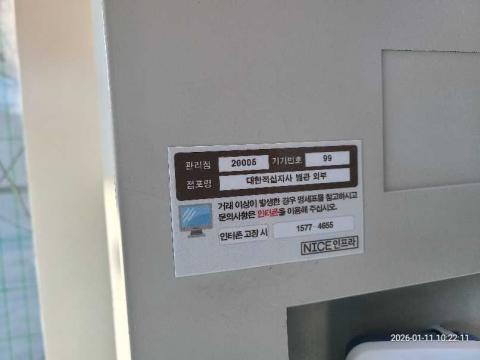 관리점 20005 기기번호 99
점포명 대한적십자사 별관 외부
거래 이상이 발생한 경우 명세표를 참고하시고
문의사항은 인터폰을 이용해 주십시오.
인터폰 고장 시 1577 - 4655
NICE인프라
2026-01-11 10:22:11